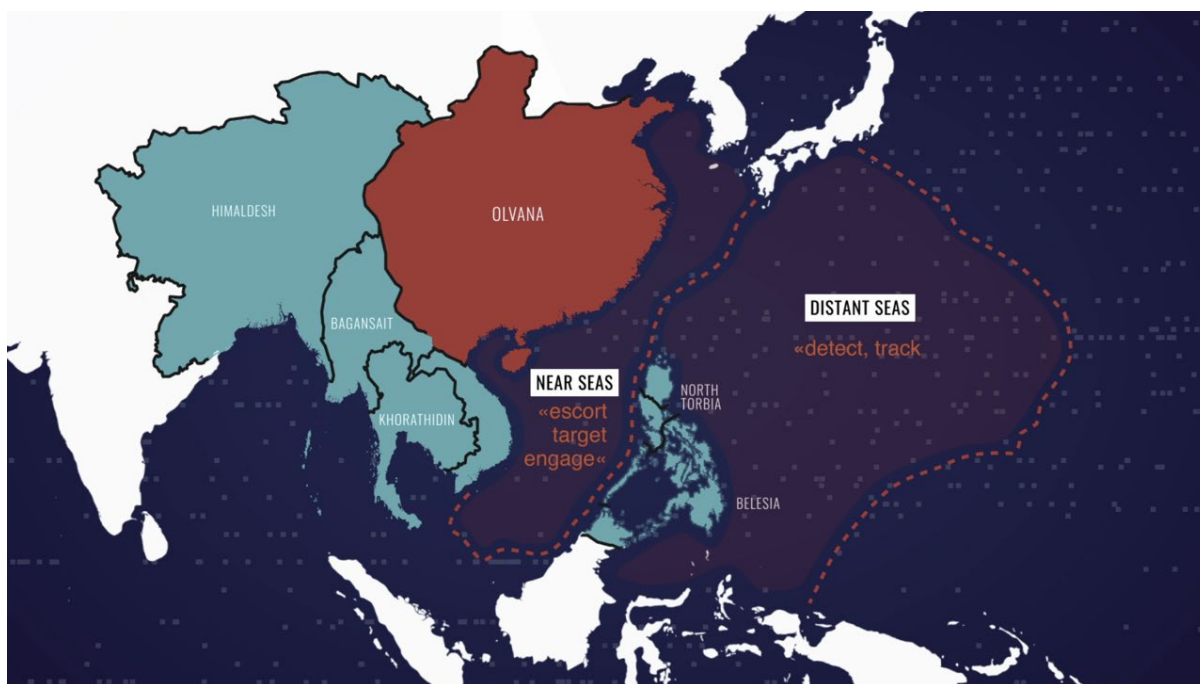 HIMALDESH
OLVANA
BAGANSAIT
KHORATHIDIN
NEAR SEAS
«escort
target
engage«
DISTANT SEAS
«detect, track
NORTH
TORBIA
BELESIA